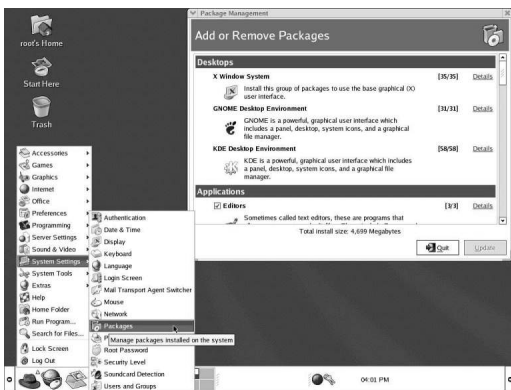 Package Management
Add or Remove Packages
root's Home
Start Here
Trash
Desktops
X Window System [35/35] Details
Install this group of packages to use the base graphical (X)
user interface.
GNOME Desktop Environment [31/31] Details
GNOME is a powerful, graphical user interface which
includes a panel, desktop, system icons, and a graphical
file manager.
KDE Desktop Environment [58/58] Details
KDE is a powerful, graphical user interface which includes
a panel, desktop, system icons, and a graphical file
manager.
Applications
Editors [3/3] Details
Sometimes called text editors, these are programs that
Total install size: 4,699 Megabytes
Quit Update
Accessories
Games
Graphics
Internet
Office
Preferences
Programming
Server Settings
Sound & Video
System Settings
System Tools
Extras
Help
Home Folder
Run Program...
Search for Files...
Lock Screen
Log Out
Authentication
Date & Time
Display
Keyboard
Language
Login Screen
Mail Transport Agent Switcher
Mouse
Network
Packages
Manage packages installed on the system
Root Password
Security Level
Soundcard Detection
Users and Groups
04:01 PM